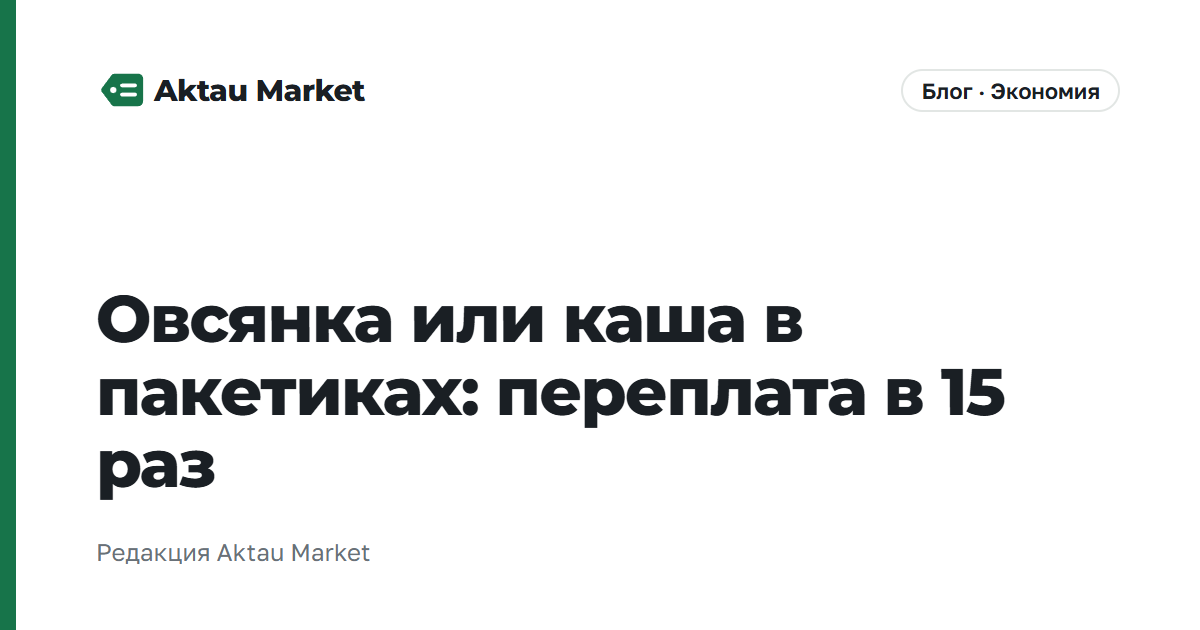 Aktau Market
Блог · Экономия
Овсянка или каша в
пакетиках: переплата в 15
раз
Редакция Aktau Market